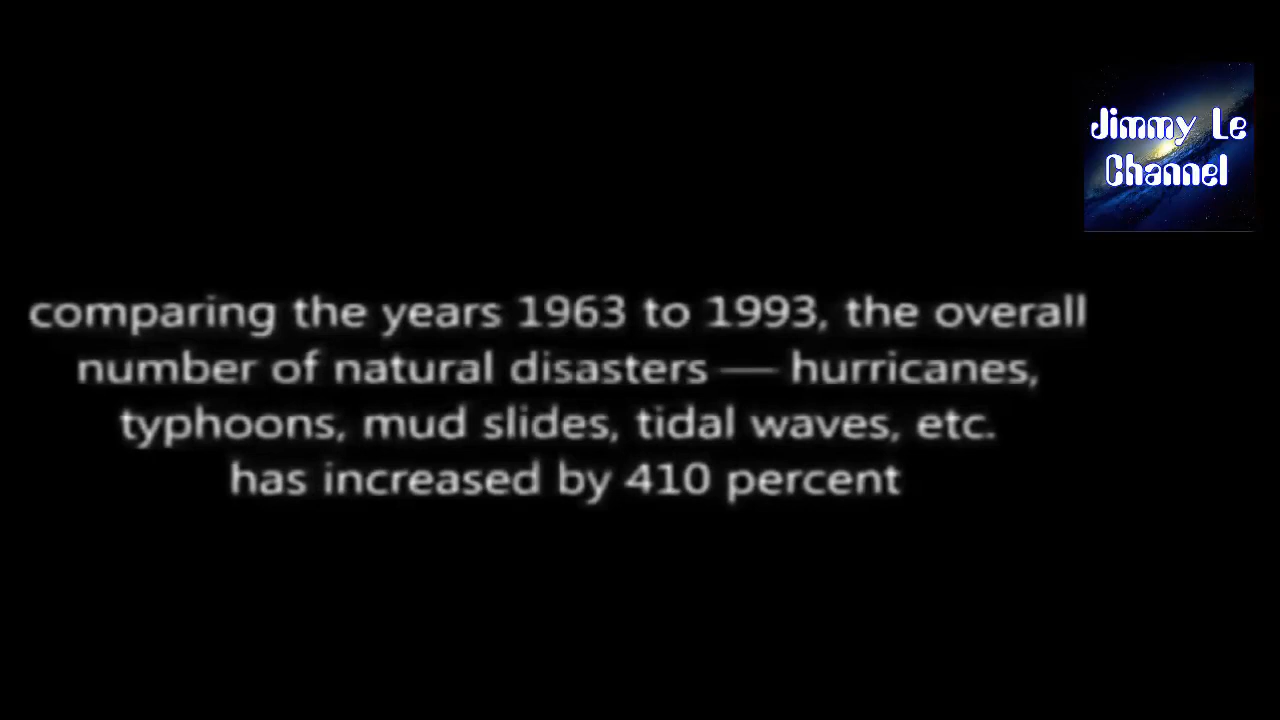 Jimmy Le
Channel
comparing the years 1963 to 1993, the overall
number of natural disasters — hurricanes,
typhoons, mud slides, tidal waves, etc.
has increased by 410 percent